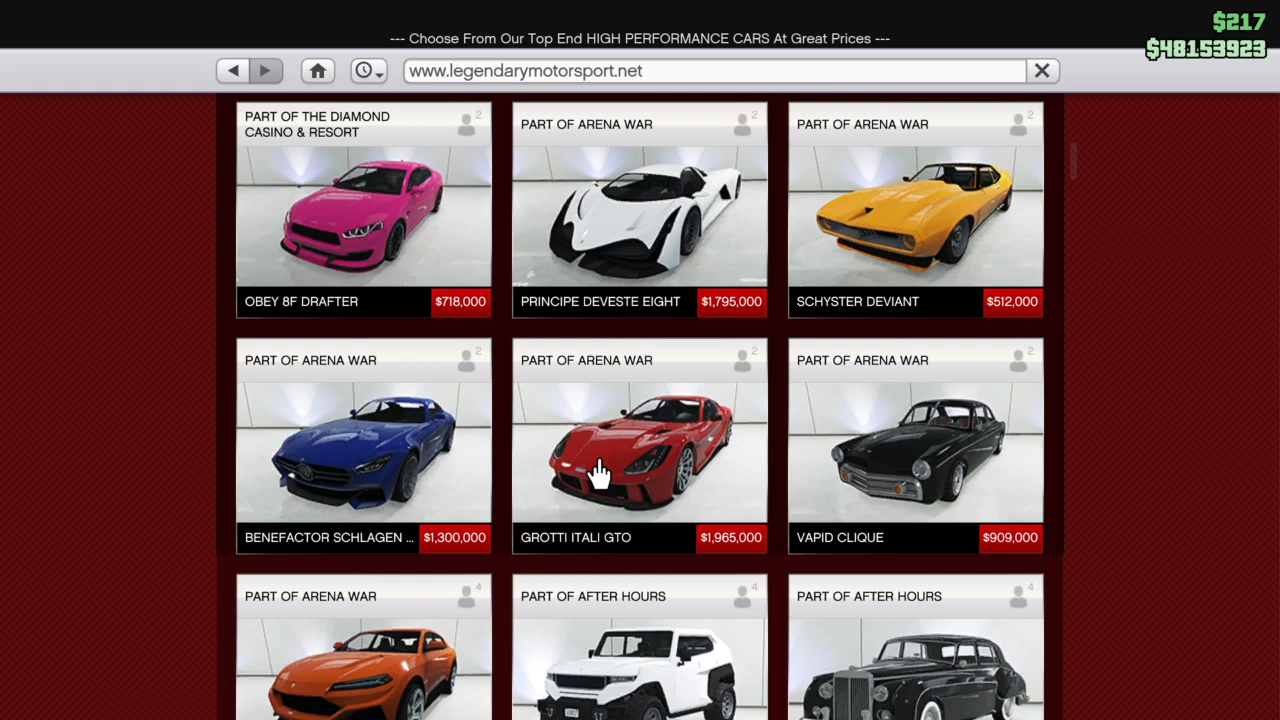 $217
--- Choose From Our Top End HIGH PERFORMANCE CARS At Great Prices ---
$48153923
www.legendarymotorsport.net
PART OF THE DIAMOND
CASINO & RESORT
2
PART OF ARENA WAR
2
PART OF ARENA WAR
2
OBEY 8F DRAFTER
$718,000
PRINCIPE DEVESTE EIGHT
$1,795,000
SCHYSTER DEVIANT
$512,000
PART OF ARENA WAR
2
PART OF ARENA WAR
2
PART OF ARENA WAR
2
BENEFACTOR SCHLAGEN ...
$1,300,000
GROTTI ITALI GTO
$1,965,000
VAPID CLIQUE
$909,000
PART OF ARENA WAR
4
PART OF AFTER HOURS
4
PART OF AFTER HOURS
4